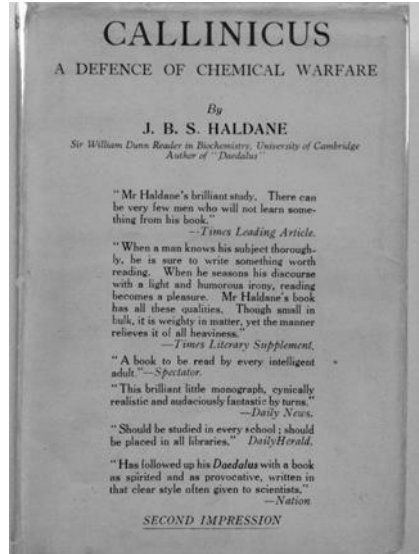 CALLINICUS
A DEFENCE OF CHEMICAL WARFARE
By
J. B. S. HALDANE
Sir William Dunn Reader in Biochemistry, University of Cambridge
Author of "Daedalus"
"Mr Haldane's brilliant study. There can
be very few men who will not learn some-
thing from his book."
—Times Leading Article.
"When a man knows his subject thorough-
ly, he is sure to write something worth
reading. When he seasons his discourse
with a light and humorous irony, reading
becomes a pleasure. Mr Haldane's book
has all these qualities. Though small in
bulk, it is weighty in matter, yet the manner
relieves it of all heaviness."
—Times Literary Supplement.
"A book to be read by every intelligent
adult."—Spectator.
"This brilliant little monograph, cynically
realistic and audaciously fantastic by turns."
—Daily News.
"Should be studied in every school; should
be placed in all libraries." DailyHerald.
"Has followed up his Daedalus with a book
as spirited and as provocative, written in
that clear style often given to scientists."
—Nation
SECOND IMPRESSION